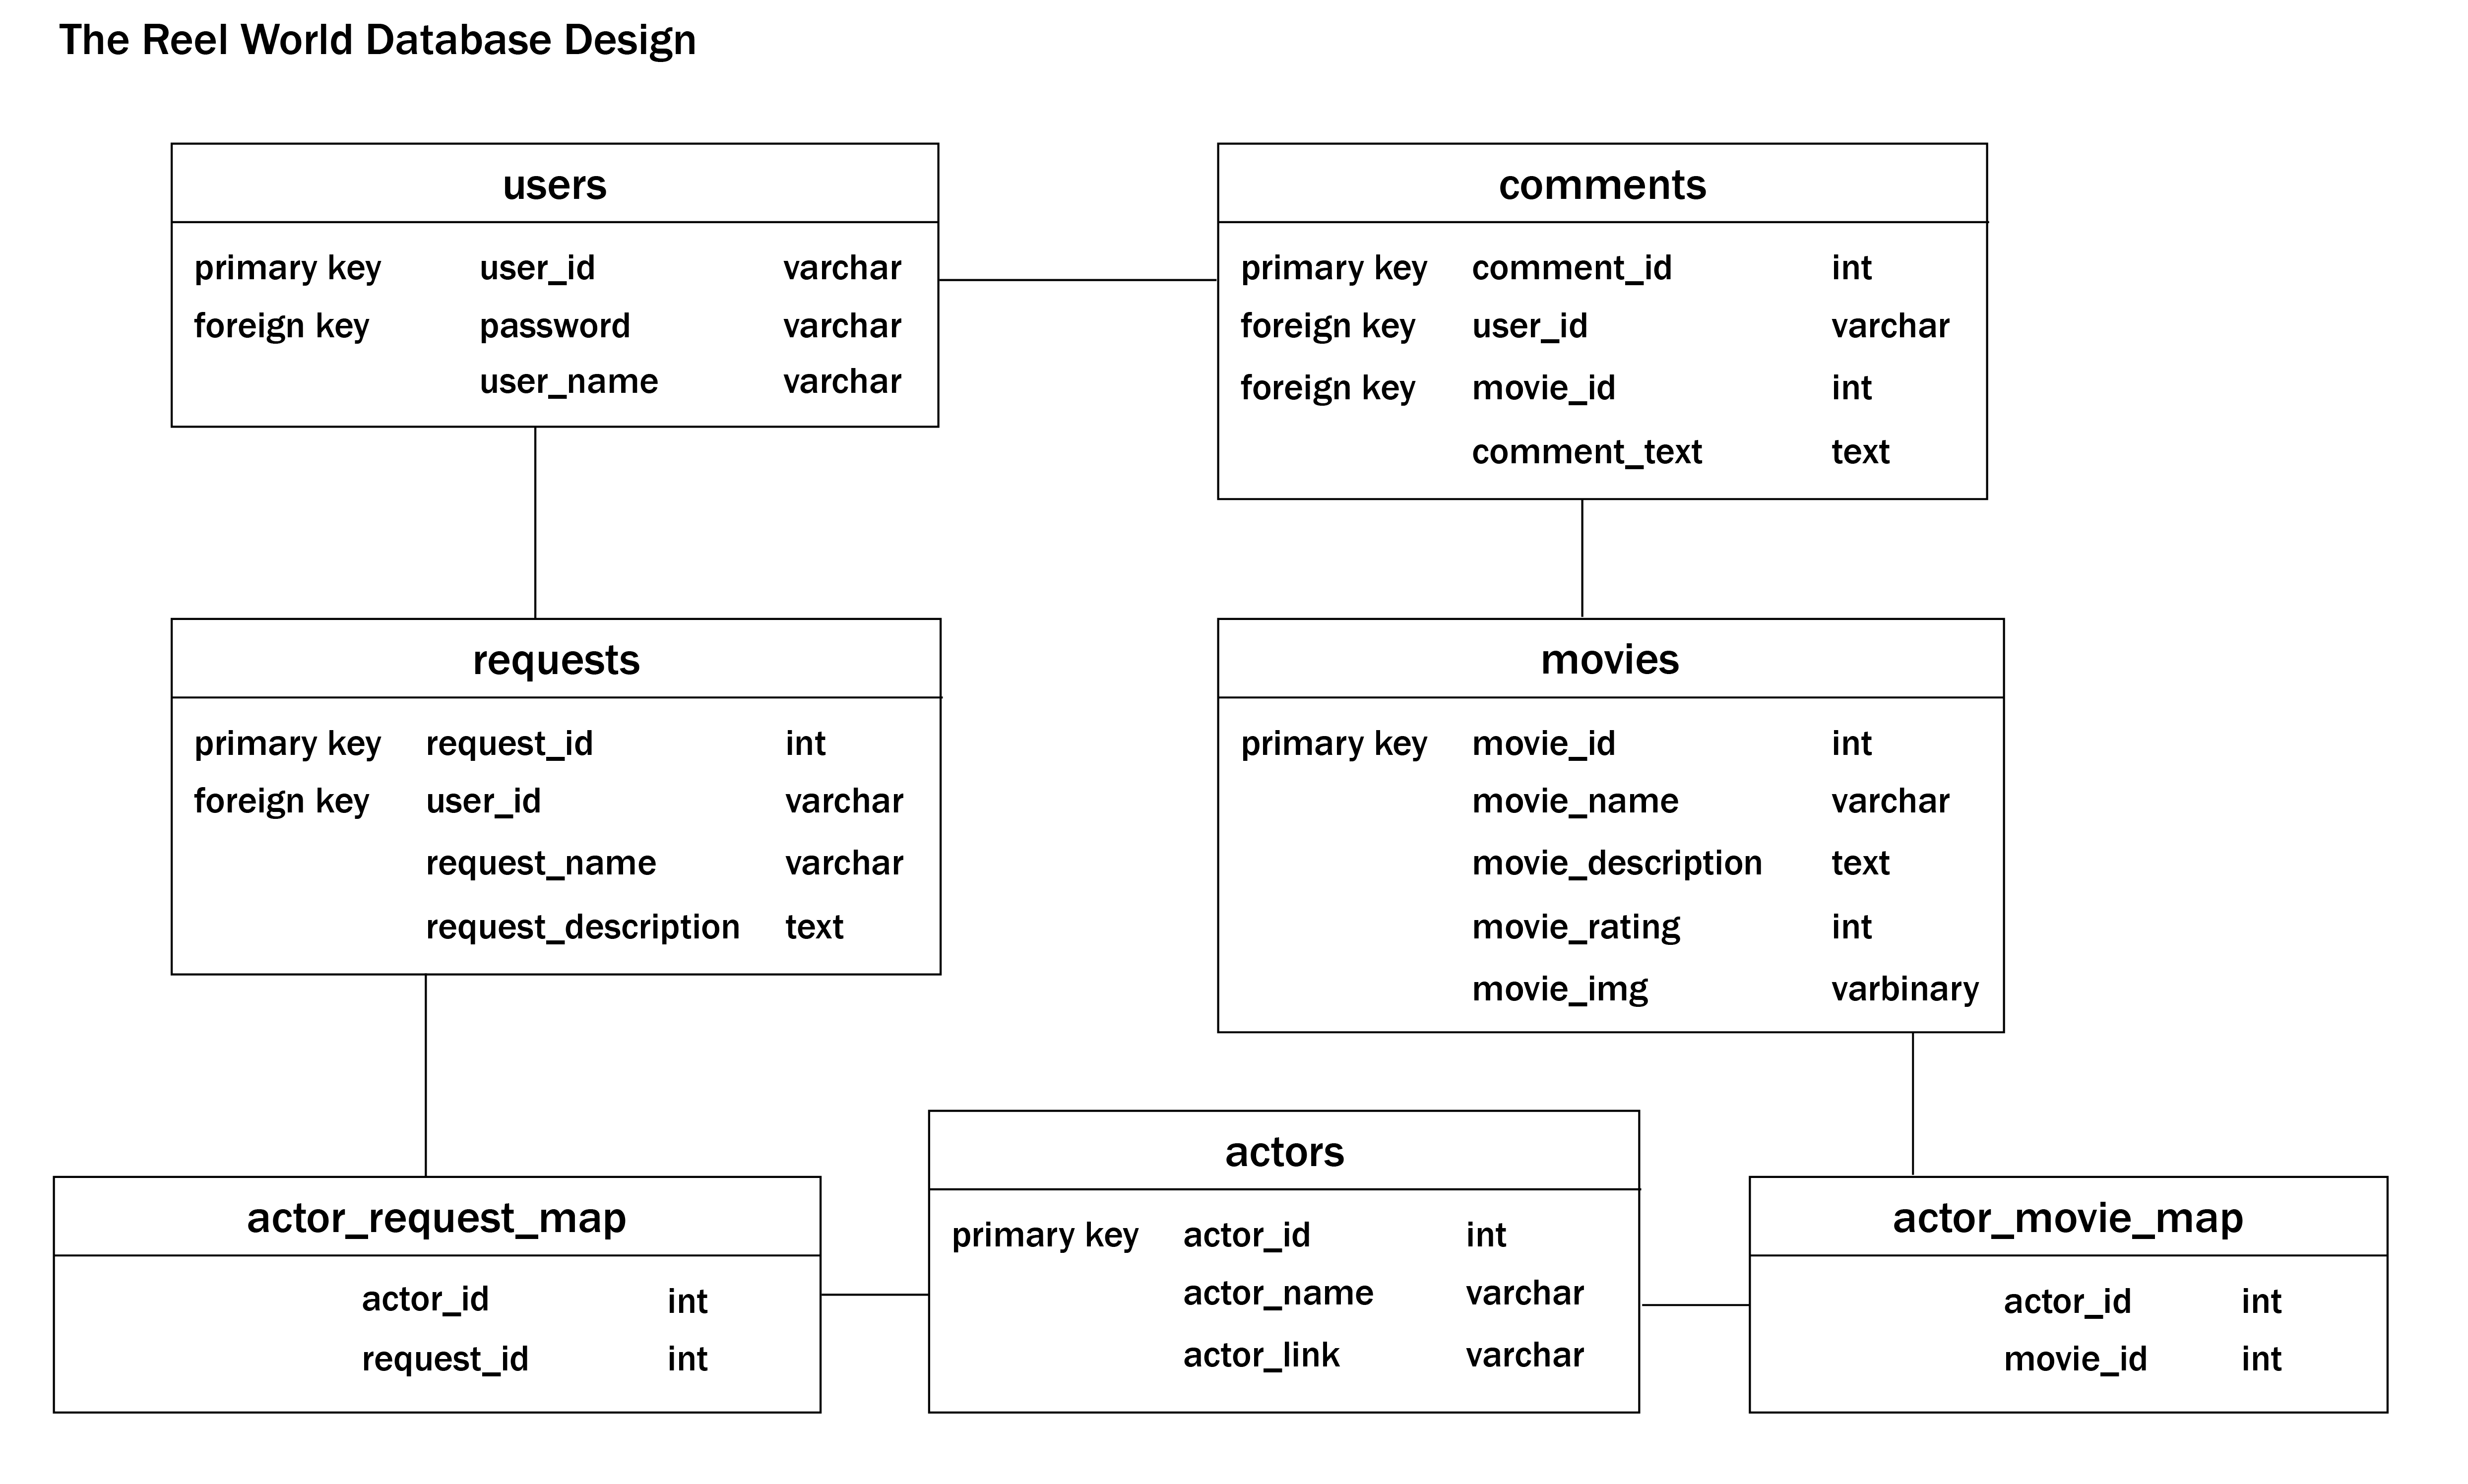 The Reel World Database Design
users
primary key user_id varchar
foreign key password varchar
user_name varchar
comments
primary key comment_id int
foreign key user_id varchar
foreign key movie_id int
comment_text text
requests
primary key request_id int
foreign key user_id varchar
request_name varchar
request_description text
movies
primary key movie_id int
movie_name varchar
movie_description text
movie_rating int
movie_img varbinary
actor_request_map
actor_id int
request_id int
actors
primary key actor_id int
actor_name varchar
actor_link varchar
actor_movie_map
actor_id int
movie_id int